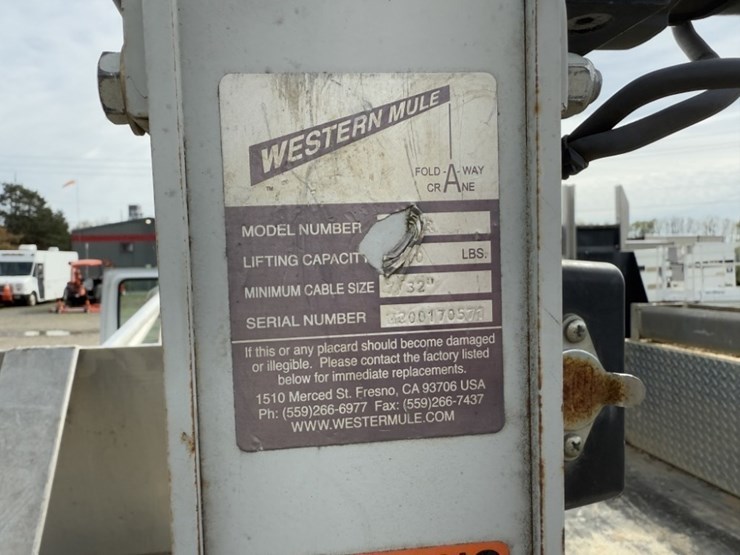 WESTERN MULE
FOLD-A-WAY
CRANE
MODEL NUMBER
LIFTING CAPACITY LBS.
MINIMUM CABLE SIZE 7/32"
SERIAL NUMBER
If this or any placard should become damaged
or illegible. Please contact the factory listed
below for immediate replacements.
1510 Merced St. Fresno, CA 93706 USA
Ph: (559)266-6977 Fax: (559)266-7437
WWW.WESTERMULE.COM